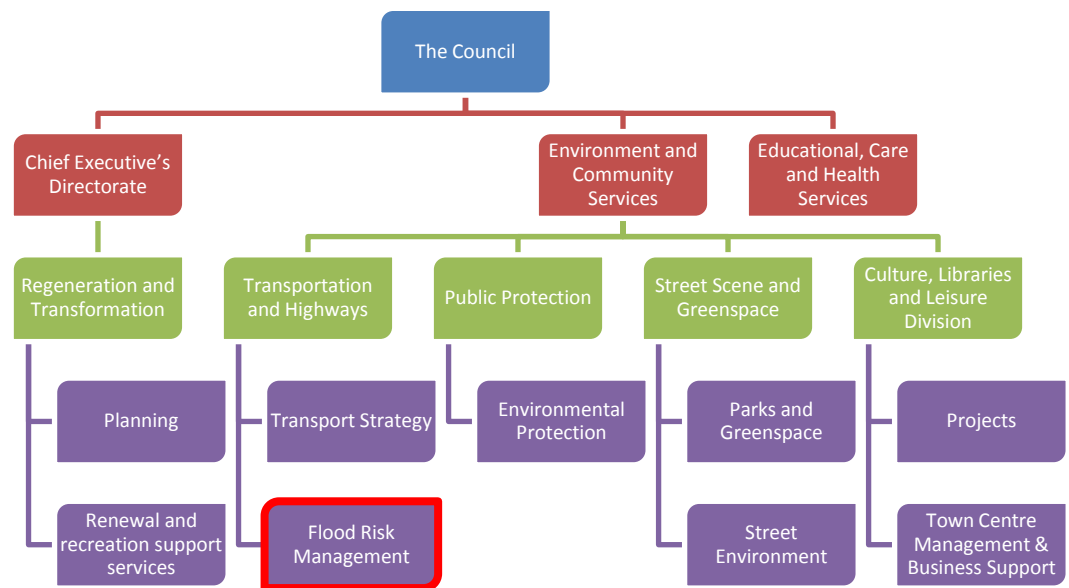 The Council
Chief Executive's
Directorate
Environment and
Community
Services
Educational, Care
and Health
Services
Regeneration and
Transformation
Transportation
and Highways
Public Protection
Street Scene and
Greenspace
Culture, Libraries
and Leisure
Division
Planning
Transport Strategy
Environmental
Protection
Parks and
Greenspace
Projects
Renewal and
recreation support
services
Flood Risk
Management
Street
Environment
Town Centre
Management &
Business Support